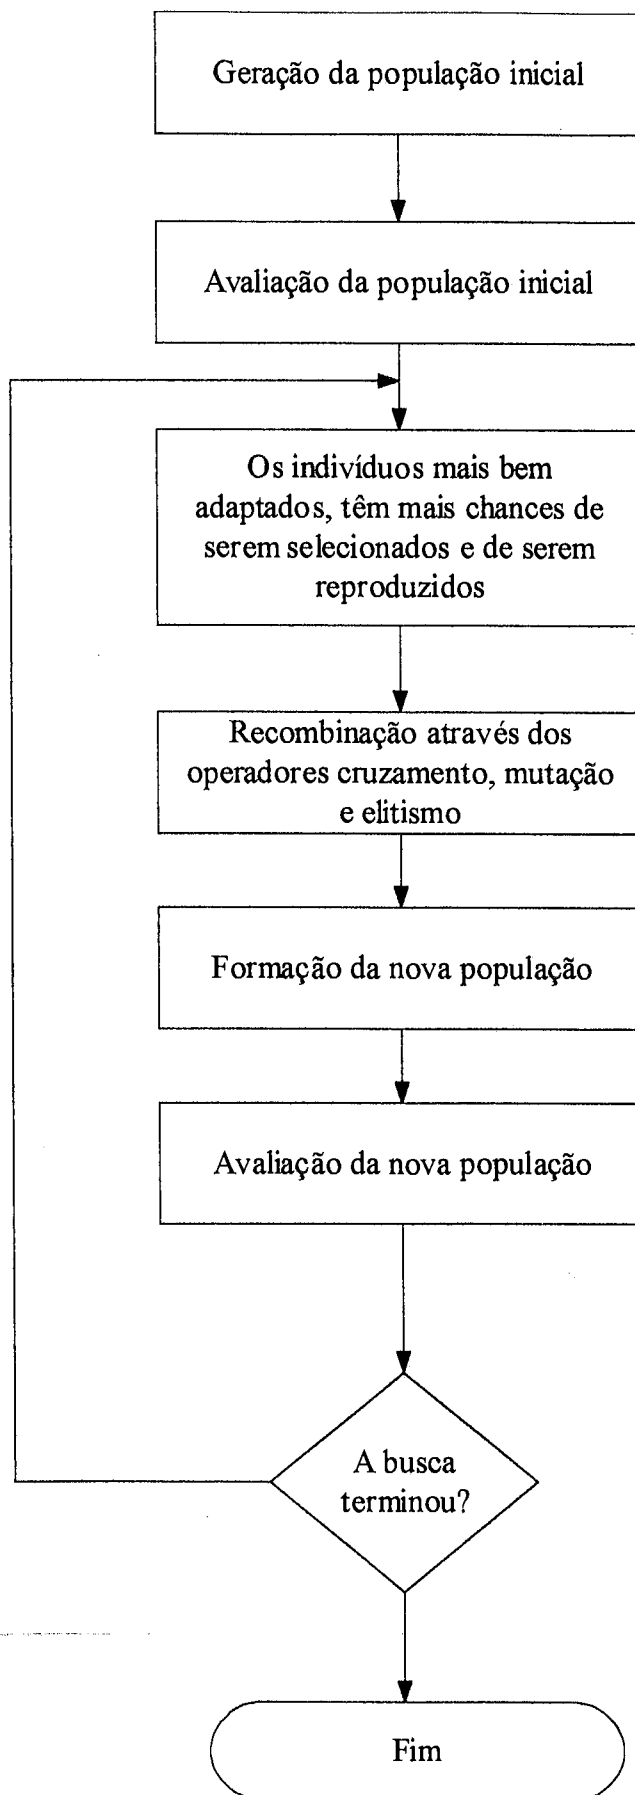 Geração da população inicial
Avaliação da população inicial
Os indivíduos mais bem
adaptados, têm mais chances de
serem selecionados e de serem
reproduzidos
Recombinação através dos
operadores cruzamento, mutação
e elitismo
Formação da nova população
Avaliação da nova população
A busca
terminou?
Fim